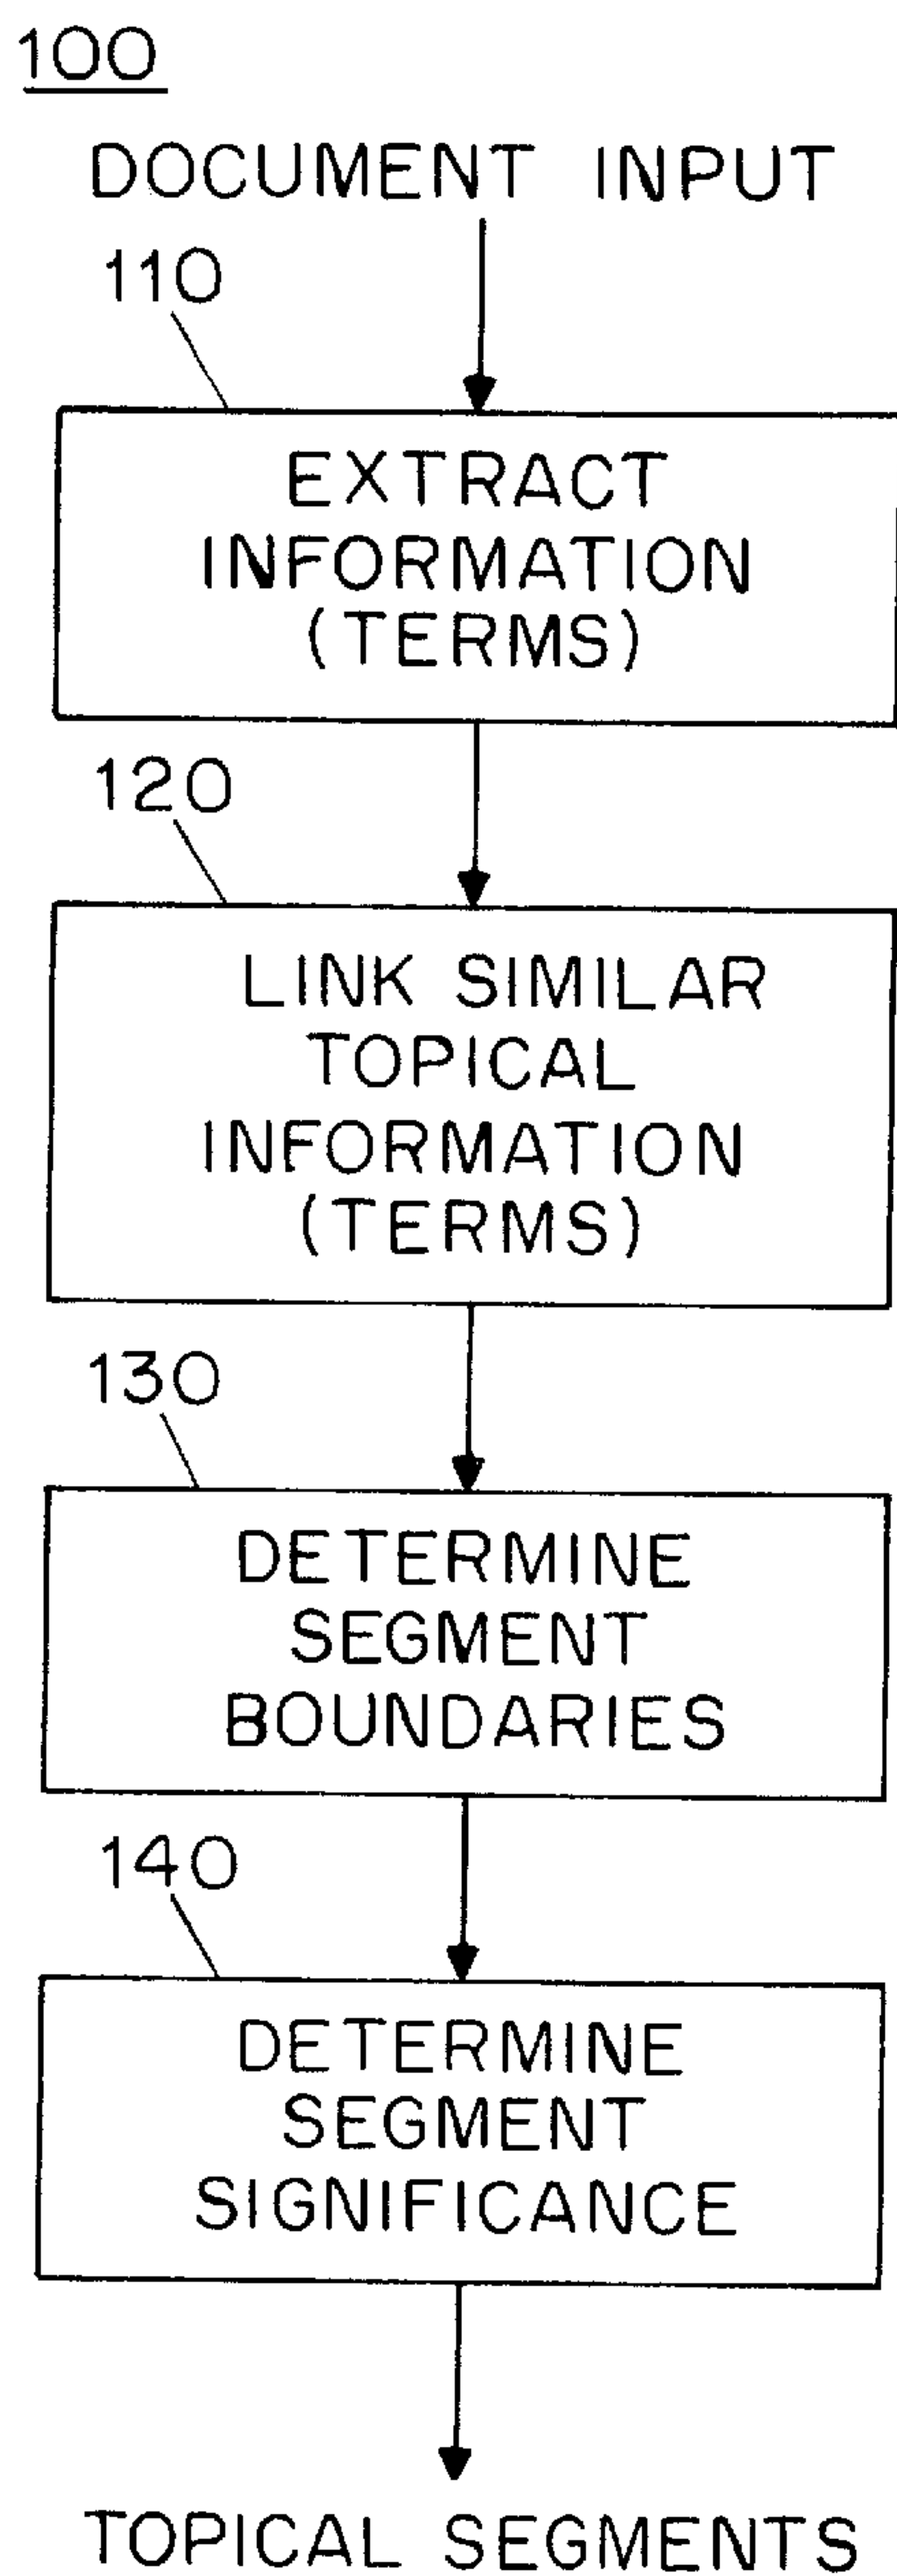 100
DOCUMENT INPUT
110
EXTRACT
INFORMATION
(TERMS)
120
LINK SIMILAR
TOPICAL
INFORMATION
(TERMS)
130
DETERMINE
SEGMENT
BOUNDARIES
140
DETERMINE
SEGMENT
SIGNIFICANCE
TOPICAL SEGMENTS